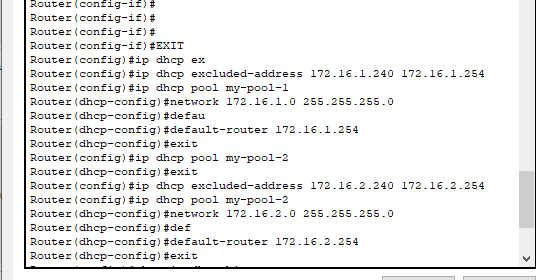 Router(config-if)#
Router(config-if)#
Router(config-if)#
Router(config-if)#EXIT
Router(config)#ip dhcp ex
Router(config)#ip dhcp excluded-address 172.16.1.240 172.16.1.254
Router(config)#ip dhcp pool my-pool-1
Router(dhcp-config)#network 172.16.1.0 255.255.255.0
Router(dhcp-config)#defau
Router(dhcp-config)#default-router 172.16.1.254
Router(dhcp-config)#exit
Router(config)#ip dhcp pool my-pool-2
Router(dhcp-config)#exit
Router(config)#ip dhcp excluded-address 172.16.2.240 172.16.2.254
Router(config)#ip dhcp pool my-pool-2
Router(dhcp-config)#network 172.16.2.0 255.255.255.0
Router(dhcp-config)#def
Router(dhcp-config)#default-router 172.16.2.254
Router(dhcp-config)#exit